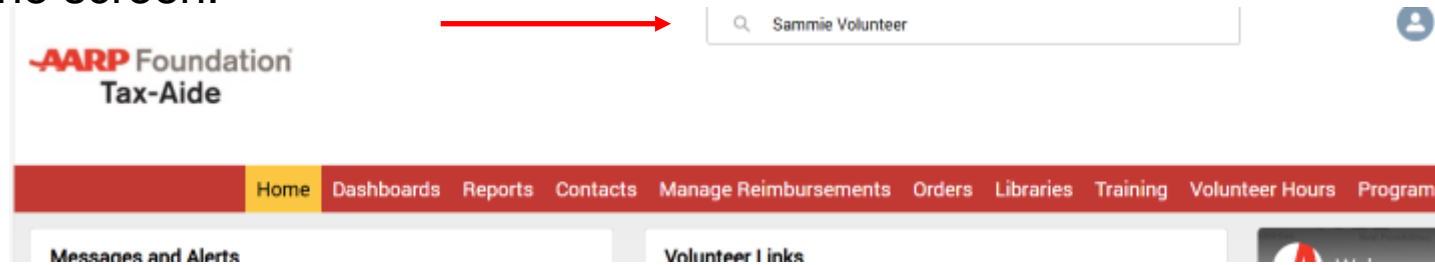 Sammie Volunteer
AARP Foundation
Tax-Aide
Home Dashboards Reports Contacts Manage Reimbursements Orders Libraries Training Volunteer Hours Program
Messages and Alerts Volunteer Links